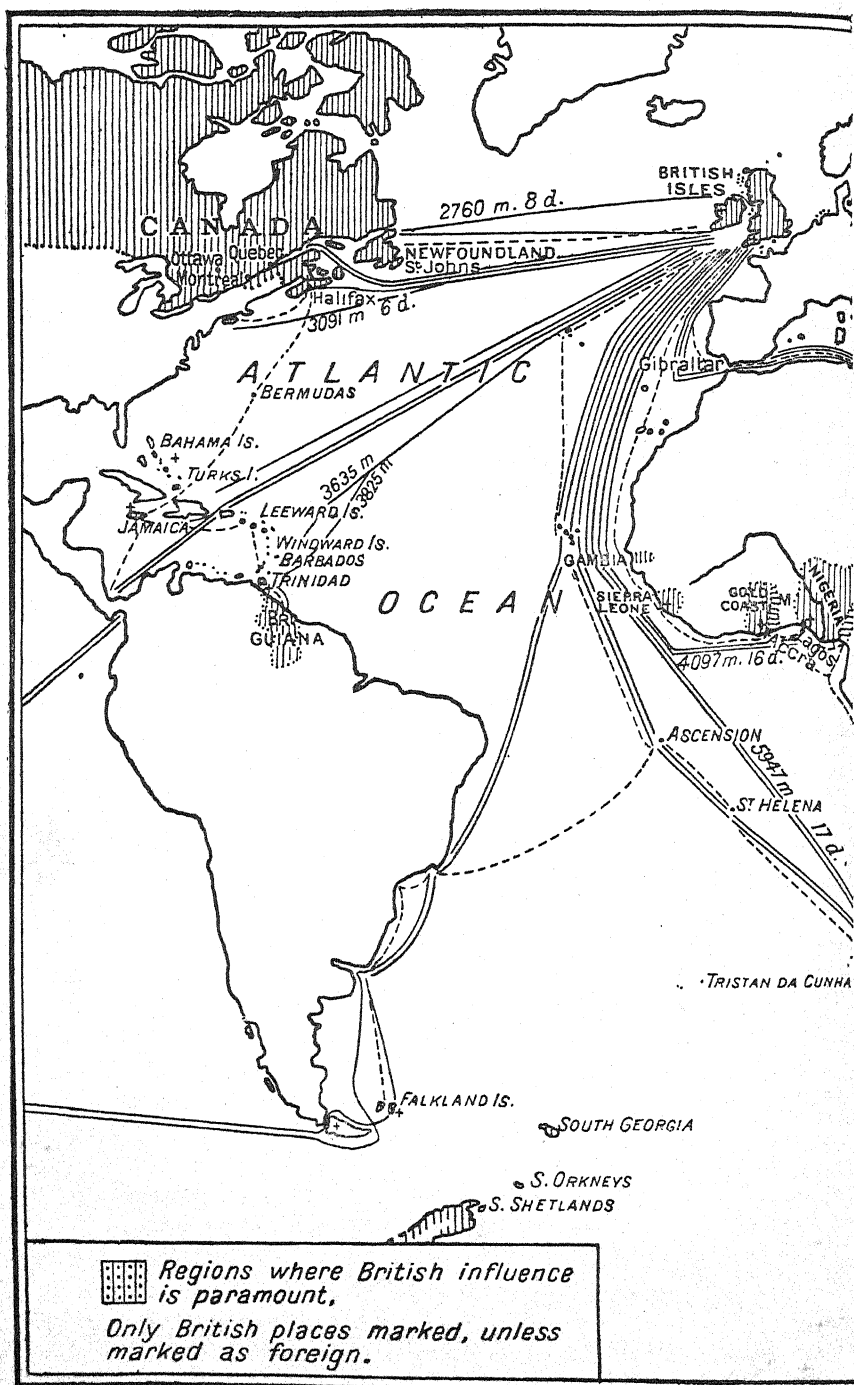 BRITISH
ISLES
2760 m. 8 d.
CANADA
Ottawa Quebec
Montreal
NEWFOUNDLAND
St. Johns
Halifax
3091 m 6 d.
ATLANTIC
Gibraltar
BERMUDAS
BAHAMA Is.
TURKS I.
3635 m
3825 m
LEEWARD Is.
JAMAICA
WINDWARD Is.
BARBADOS
TRINIDAD
GAMBIA
OCEAN
SIERRA
LEONE
GOLD
COAST
NIGERIA
BR.
GUIANA
Lagos
Accra
4097 m. 16 d.
ASCENSION
5947 m 17 d.
ST HELENA
TRISTAN DA CUNHA
FALKLAND Is.
SOUTH GEORGIA
S. ORKNEYS
S. SHETLANDS
Regions where British influence
is paramount.
Only British places marked, unless
marked as foreign.